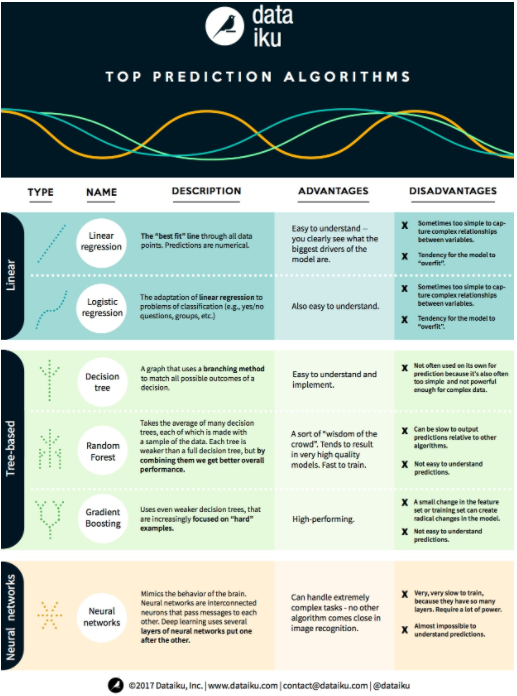 data
iku
TOP PREDICTION ALGORITHMS
TYPE
NAME
DESCRIPTION
ADVANTAGES
DISADVANTAGES
Linear
Linear
regression
The "best fit" line through all data
points. Predictions are numerical.
Easy to understand —
you clearly see what the
biggest drivers of the
model are.
X Sometimes too simple to cap-
ture complex relationships
between variables.
X Tendency for the model to
"overfit".
Logistic
regression
The adaptation of linear regression to
problems of classification (e.g., yes/no
questions, groups, etc.)
Also easy to understand.
X Sometimes too simple to cap-
ture complex relationships
between variables.
X Tendency for the model to
"overfit".
Tree-based
Decision
tree
A graph that uses a branching method
to match all possible outcomes of a
decision.
Easy to understand and
implement.
X Not often used on its own for
prediction because it's also often
too simple and not powerful
enough for complex data.
Random
Forest
Takes the average of many decision
trees, each of which is made with
a sample of the data. Each tree is
weaker than a full decision tree, but by
combining them we get better overall
performance.
A sort of "wisdom of the
crowd". Tends to result
in very high quality
models. Fast to train.
X Can be slow to output
predictions relative to other
algorithms.
X Not easy to understand
predictions.
Gradient
Boosting
Uses even weaker decision trees, that
are increasingly focused on "hard"
examples.
High-performing.
X A small change in the feature
set or training set can create
radical changes in the model.
X Not easy to understand
predictions.
Neural networks
Neural
networks
Mimics the behavior of the brain.
Neural networks are interconnected
neurons that pass messages to each
other. Deep learning uses several
layers of neural networks put one
after the other.
Can handle extremely
complex tasks - no other
algorithm comes close in
image recognition.
X Very, very slow to train,
because they have so many
layers. Require a lot of power.
X Almost impossible to
understand predictions.
©2017 Dataiku, Inc. | www.dataiku.com | contact@dataiku.com | @dataiku